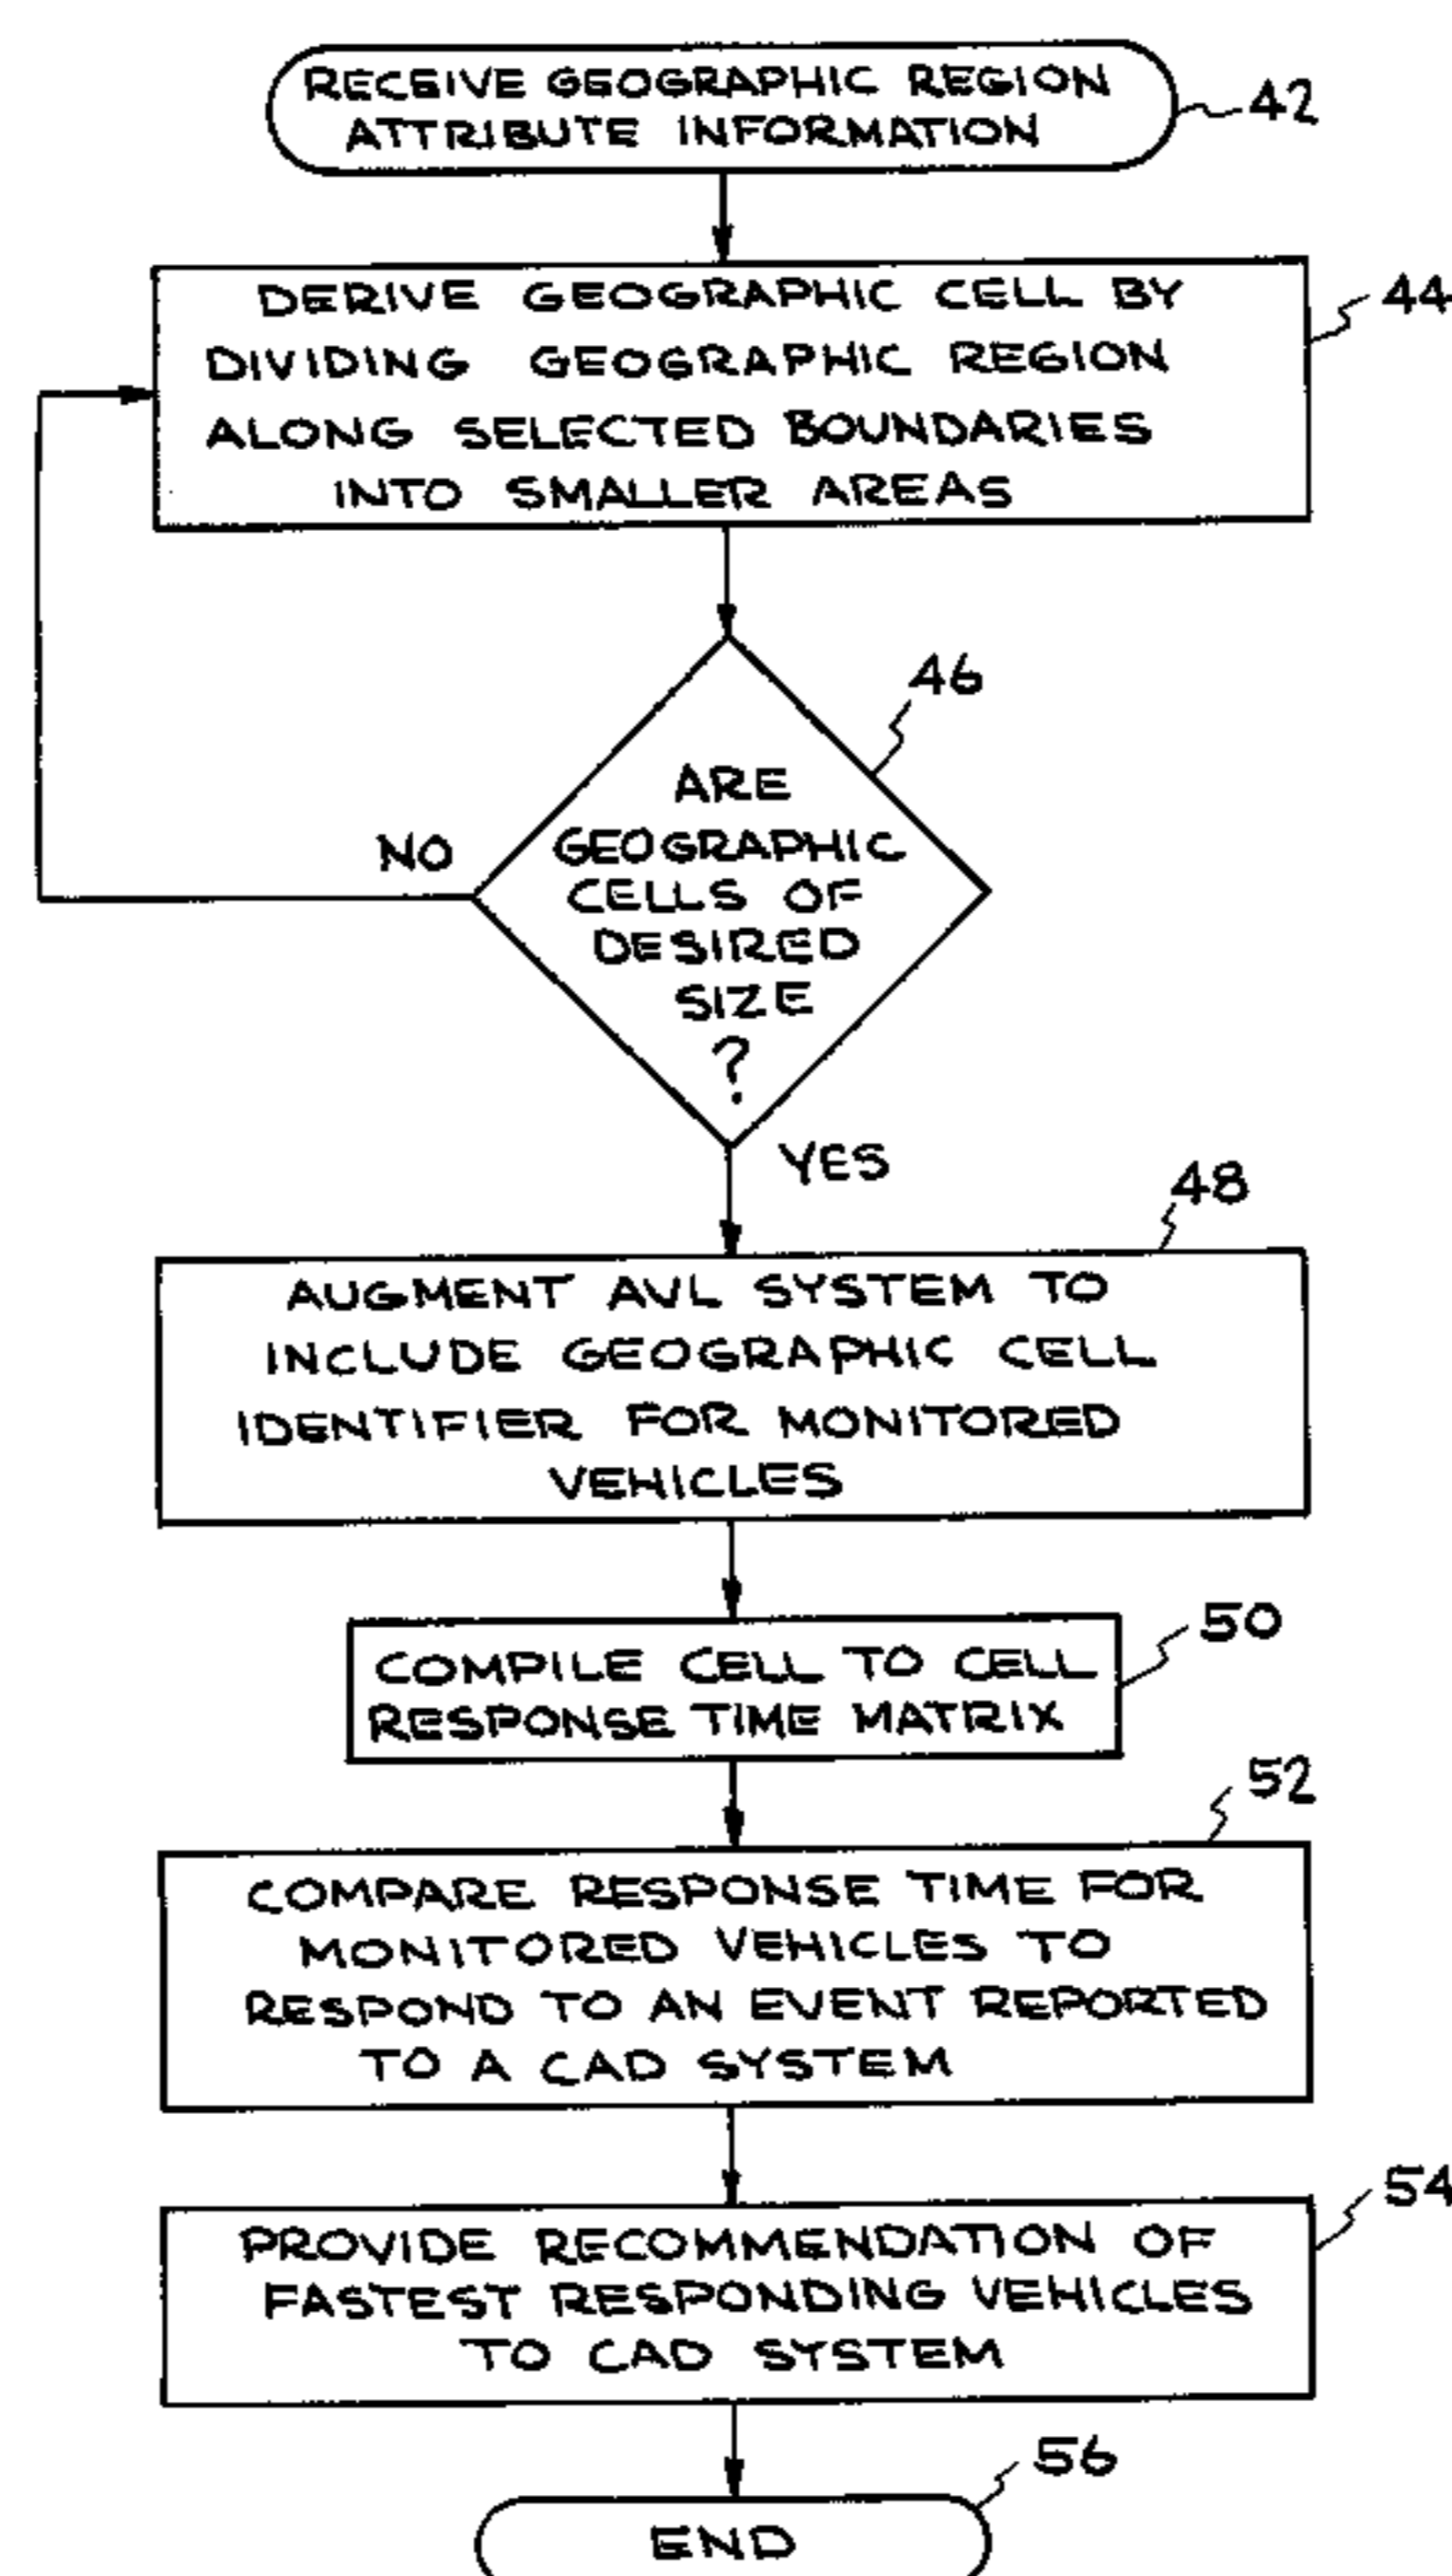 RECEIVE GEOGRAPHIC REGION
ATTRIBUTE INFORMATION
42
DERIVE GEOGRAPHIC CELL BY
DIVIDING GEOGRAPHIC REGION
ALONG SELECTED BOUNDARIES
INTO SMALLER AREAS
44
46
ARE
GEOGRAPHIC
CELLS OF
DESIRED
SIZE
?
NO
YES
48
AUGMENT AVL SYSTEM TO
INCLUDE GEOGRAPHIC CELL
IDENTIFIER FOR MONITORED
VEHICLES
50
COMPILE CELL TO CELL
RESPONSE TIME MATRIX
52
COMPARE RESPONSE TIME FOR
MONITORED VEHICLES TO
RESPOND TO AN EVENT REPORTED
TO A CAD SYSTEM
54
PROVIDE RECOMMENDATION OF
FASTEST RESPONDING VEHICLES
TO CAD SYSTEM
56
END